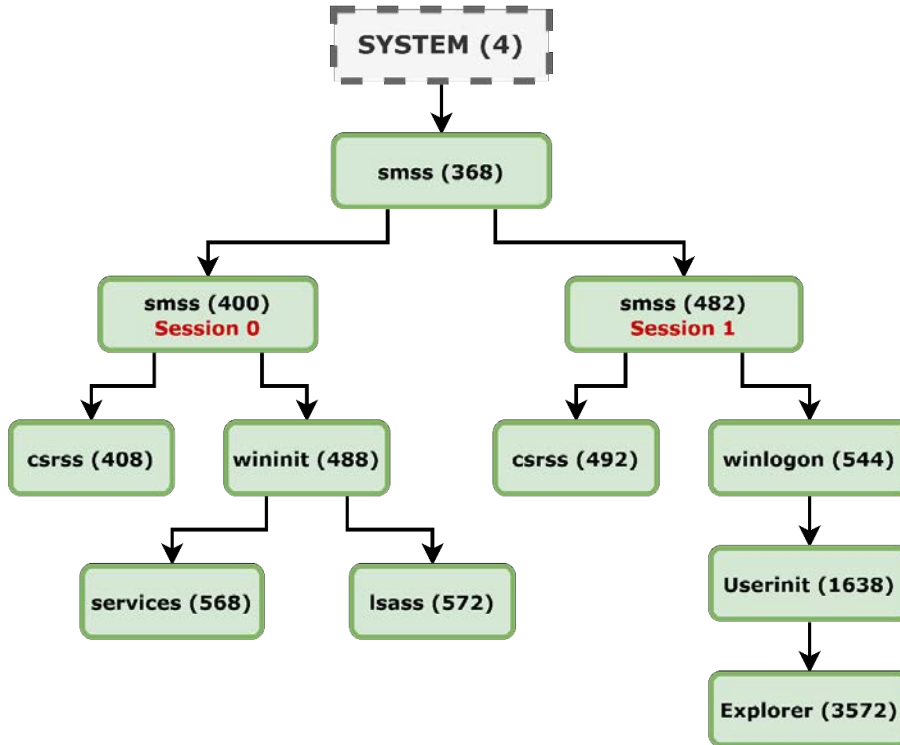 SYSTEM (4)
smss (368)
smss (400)
Session 0
smss (482)
Session 1
csrss (408)
wininit (488)
csrss (492)
winlogon (544)
services (568)
lsass (572)
Userinit (1638)
Explorer (3572)